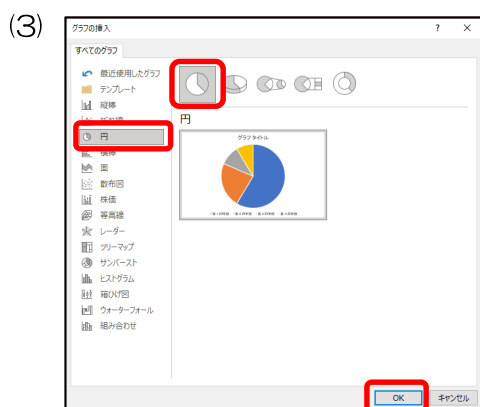 (3)
グラフの挿入 ? ×
すべてのグラフ
最近使用したグラフ
テンプレート
縦棒
円
横棒
面
散布図
株価
等高線
レーダー
ツリーマップ
サンバースト
ヒストグラム
箱ひげ図
ウォーターフォール
組み合わせ
円
グラフ タイトル
OK
キャンセル